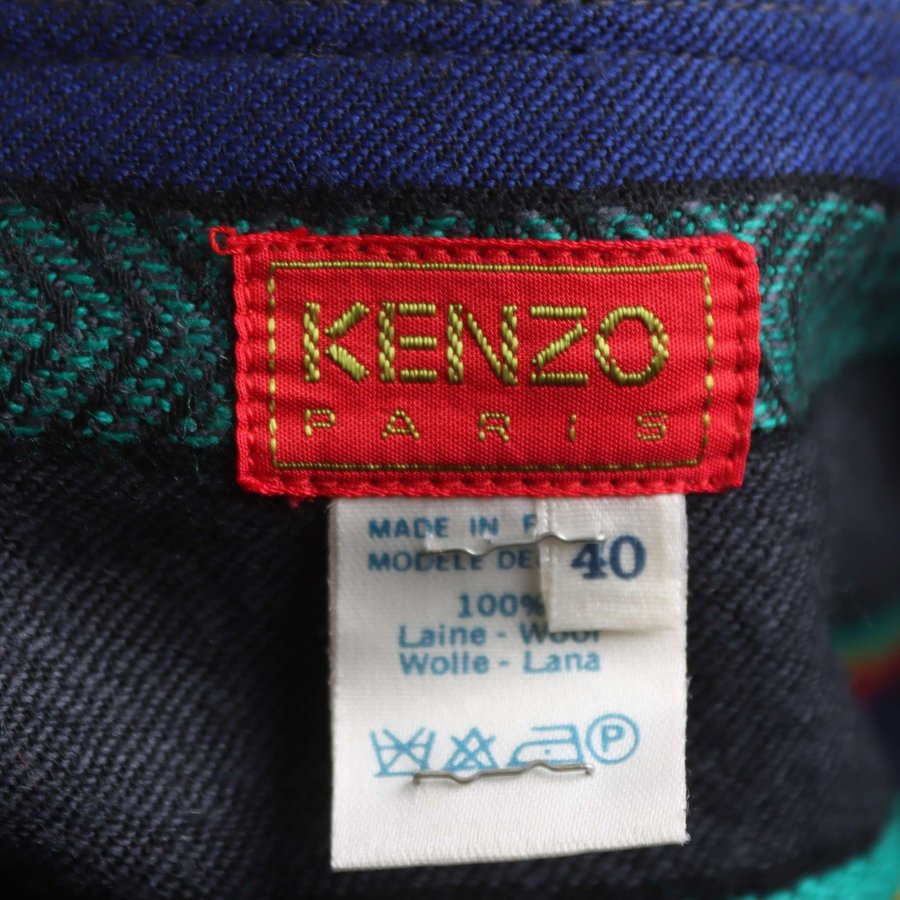 KENZO
PARiS
MADE IN
MODELE DE
40
100%
Laine - Wool
Wolle - Lana
P